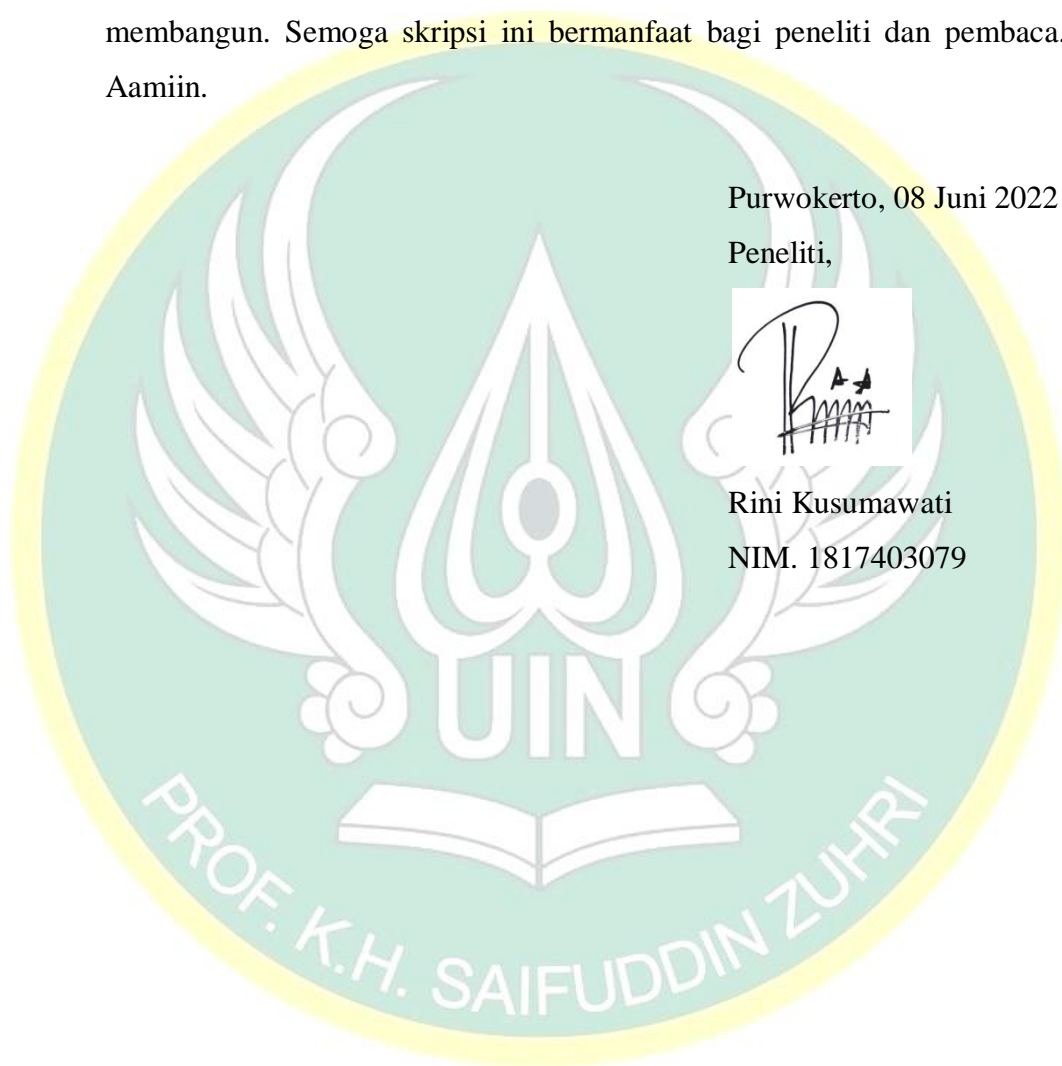 membangun. Semoga skripsi ini bermanfaat bagi peneliti dan pembaca.
Aamiin.
Purwokerto, 08 Juni 2022
Peneliti,
Rini Kusumawati
NIM. 1817403079
UIN
PROF. K.H. SAIFUDDIN ZUHRI